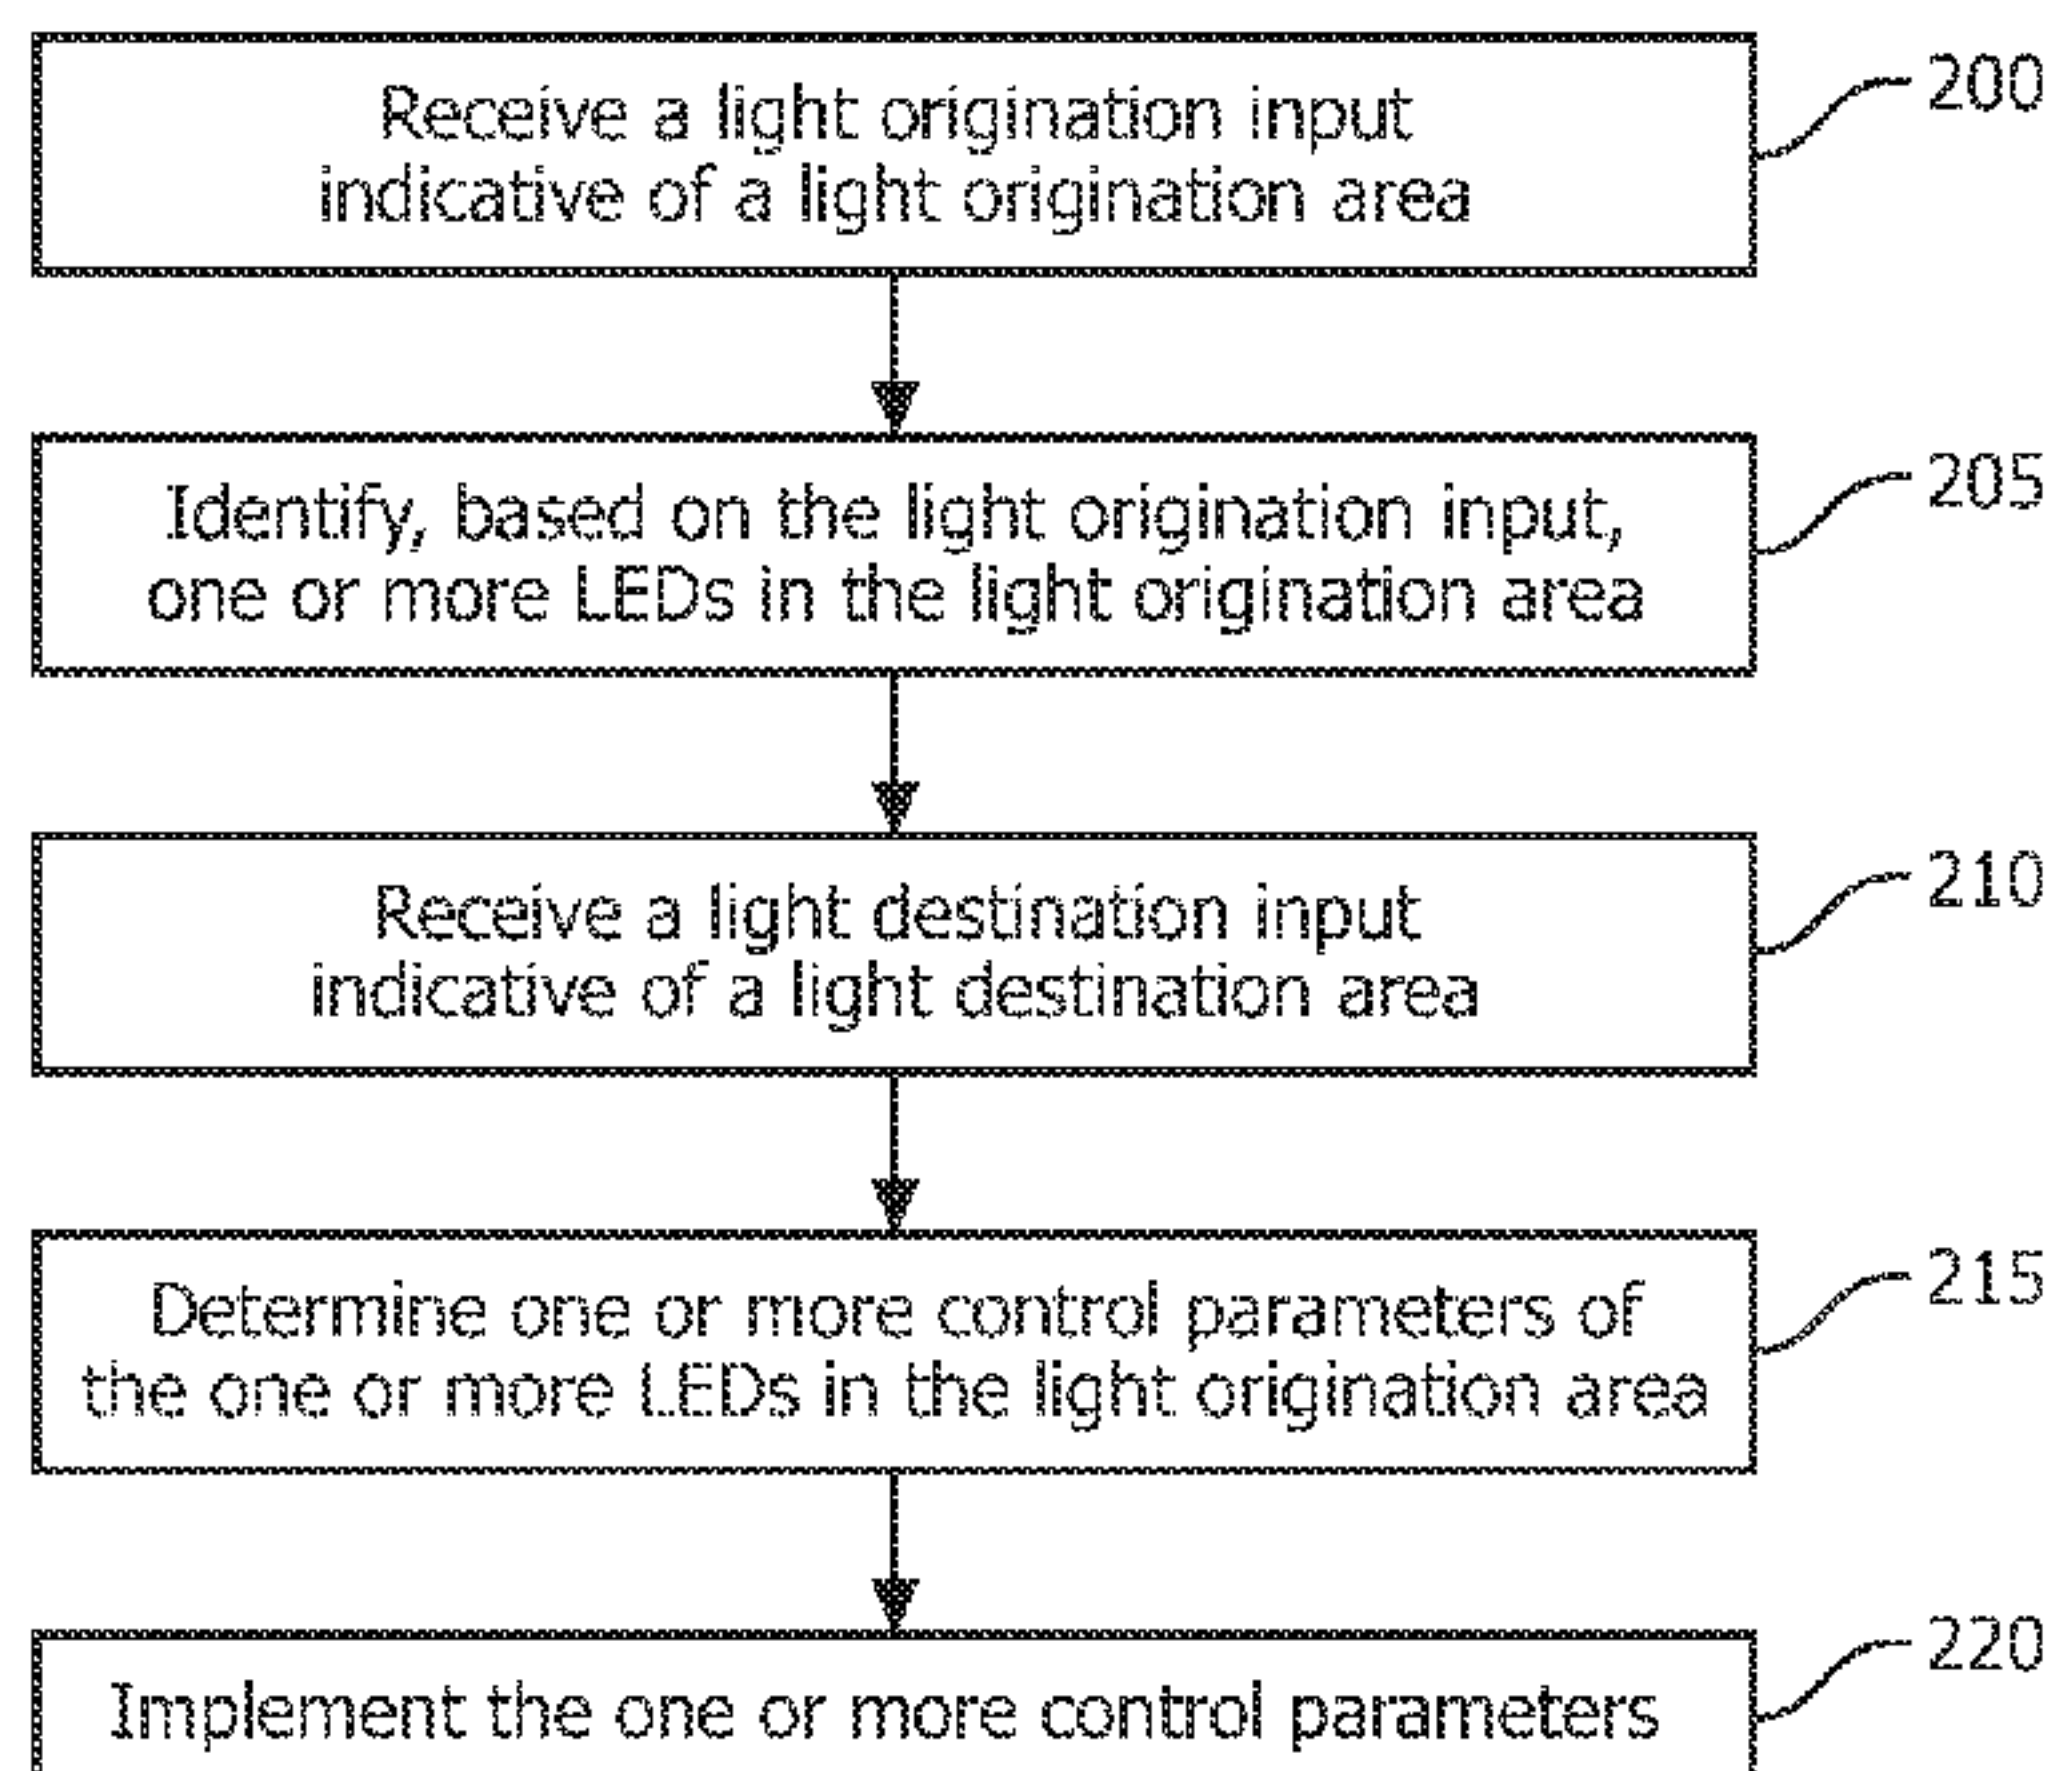 Receive a light origination input
indicative of a light origination area
200
Identify, based on the light origination input,
one or more LEDs in the light origination area
205
Receive a light destination input
indicative of a light destination area
210
Determine one or more control parameters of
the one or more LEDs in the light origination area
215
Implement the one or more control parameters
220